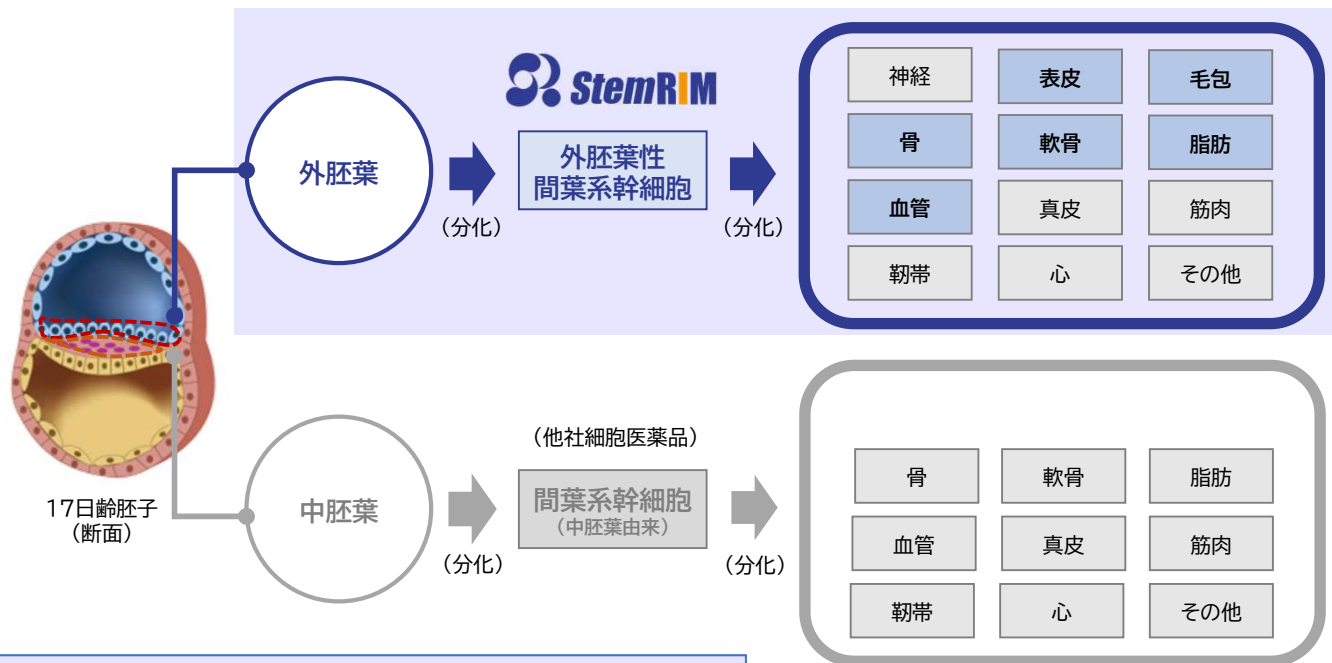 StemRIM
外胚葉
(分化)
外胚葉性
間葉系幹細胞
(分化)
神経
表皮
毛包
骨
軟骨
脂肪
血管
真皮
筋肉
靭帯
心
その他
17日齢胚子
(断面)
中胚葉
(分化)
(他社細胞医薬品)
間葉系幹細胞
(中胚葉由来)
(分化)
骨
軟骨
脂肪
血管
真皮
筋肉
靭帯
心
その他